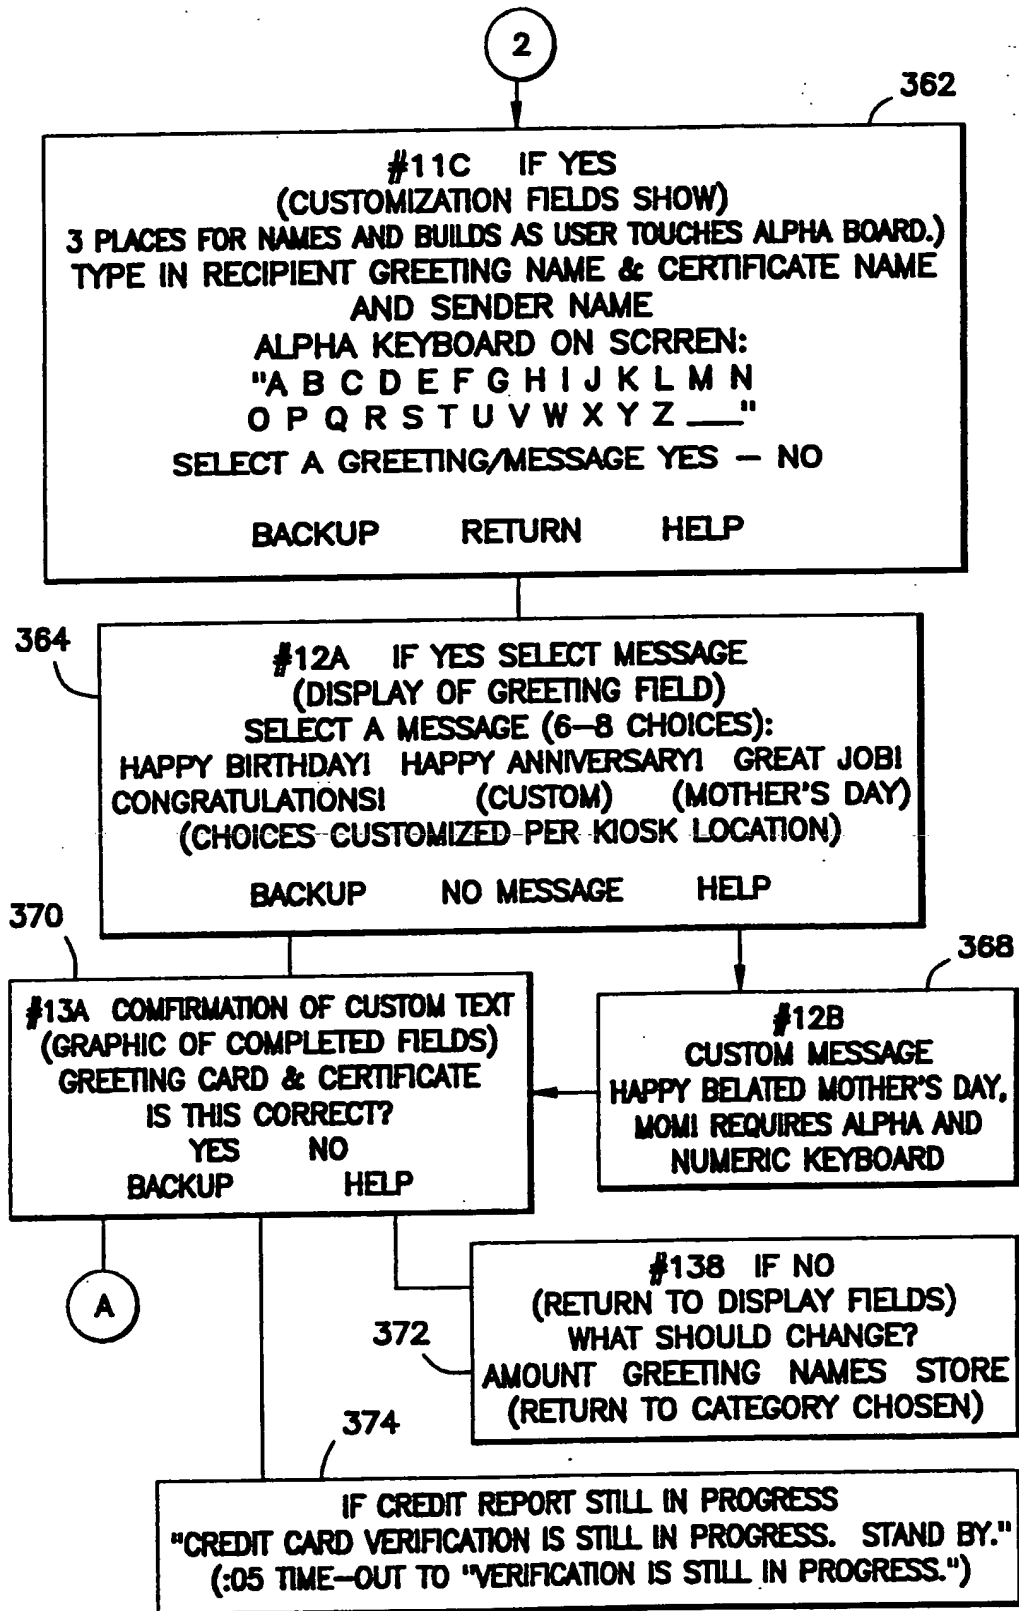 2
362
#11C IF YES
(CUSTOMIZATION FIELDS SHOW)
3 PLACES FOR NAMES AND BUILDS AS USER TOUCHES ALPHA BOARD.)
TYPE IN RECIPIENT GREETING NAME & CERTIFICATE NAME
AND SENDER NAME
ALPHA KEYBOARD ON SCRREN:
"A B C D E F G H I J K L M N
O P Q R S T U V W X Y Z __"
SELECT A GREETING/MESSAGE YES – NO
BACKUP RETURN HELP
364
#12A IF YES SELECT MESSAGE
(DISPLAY OF GREETING FIELD)
SELECT A MESSAGE (6–8 CHOICES):
HAPPY BIRTHDAY! HAPPY ANNIVERSARY! GREAT JOB!
CONGRATULATIONS! (CUSTOM) (MOTHER'S DAY)
(CHOICES CUSTOMIZED PER KIOSK LOCATION)
BACKUP NO MESSAGE HELP
370
#13A COMFIRMATION OF CUSTOM TEXT
(GRAPHIC OF COMPLETED FIELDS)
GREETING CARD & CERTIFICATE
IS THIS CORRECT?
YES NO
BACKUP HELP
368
#12B
CUSTOM MESSAGE
HAPPY BELATED MOTHER'S DAY,
MOM! REQUIRES ALPHA AND
NUMERIC KEYBOARD
A
#138 IF NO
(RETURN TO DISPLAY FIELDS)
WHAT SHOULD CHANGE?
AMOUNT GREETING NAMES STORE
(RETURN TO CATEGORY CHOSEN)
372
374
IF CREDIT REPORT STILL IN PROGRESS
"CREDIT CARD VERIFICATION IS STILL IN PROGRESS. STAND BY."
(:05 TIME–OUT TO "VERIFICATION IS STILL IN PROGRESS.")